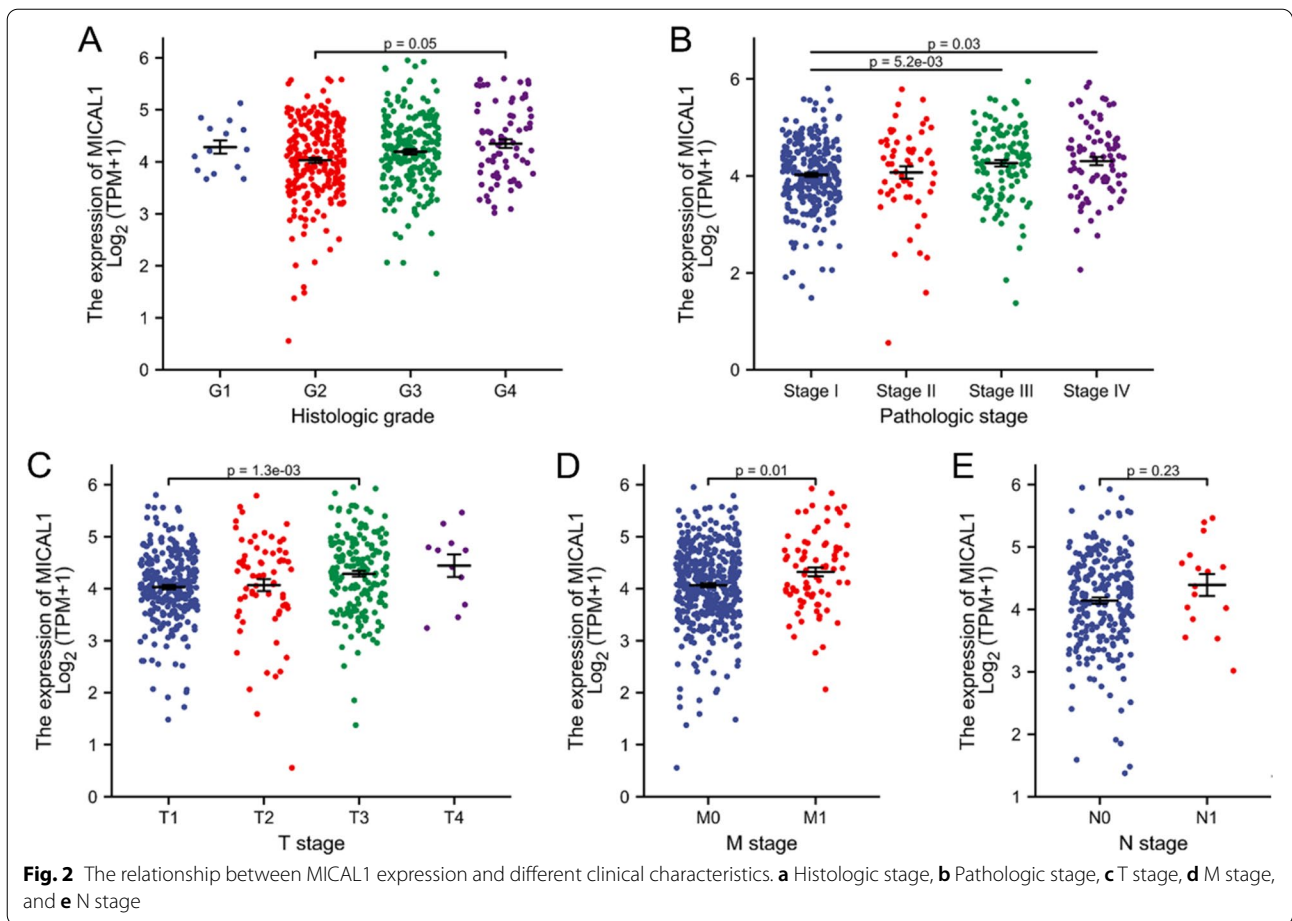 A
p = 0.05
The expression of MICAL1
Log2 (TPM+1)
6
5
4
3
2
1
0
G1 G2 G3 G4
Histologic grade
B
p = 0.03
p = 5.2e-03
The expression of MICAL1
Log2 (TPM+1)
6
4
2
0
Stage I Stage II Stage III Stage IV
Pathologic stage
C
p = 1.3e-03
The expression of MICAL1
Log2 (TPM+1)
6
5
4
3
2
1
0
T1 T2 T3 T4
T stage
D
p = 0.01
The expression of MICAL1
Log2 (TPM+1)
6
5
4
3
2
1
0
M0 M1
M stage
E
p = 0.23
The expression of MICAL1
Log2 (TPM+1)
6
5
4
3
2
1
N0 N1
N stage
Fig. 2 The relationship between MICAL1 expression and different clinical characteristics. a Histologic stage, b Pathologic stage, c T stage, d M stage,
and e N stage